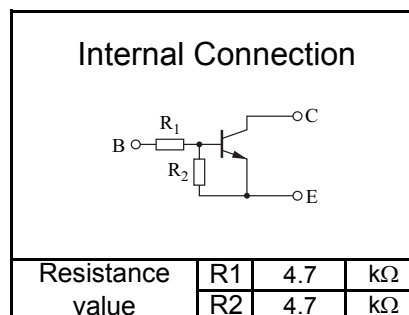 Internal Connection
C
R1
B
R2
E
Resistance value R1 4.7 kΩ
R2 4.7 kΩ